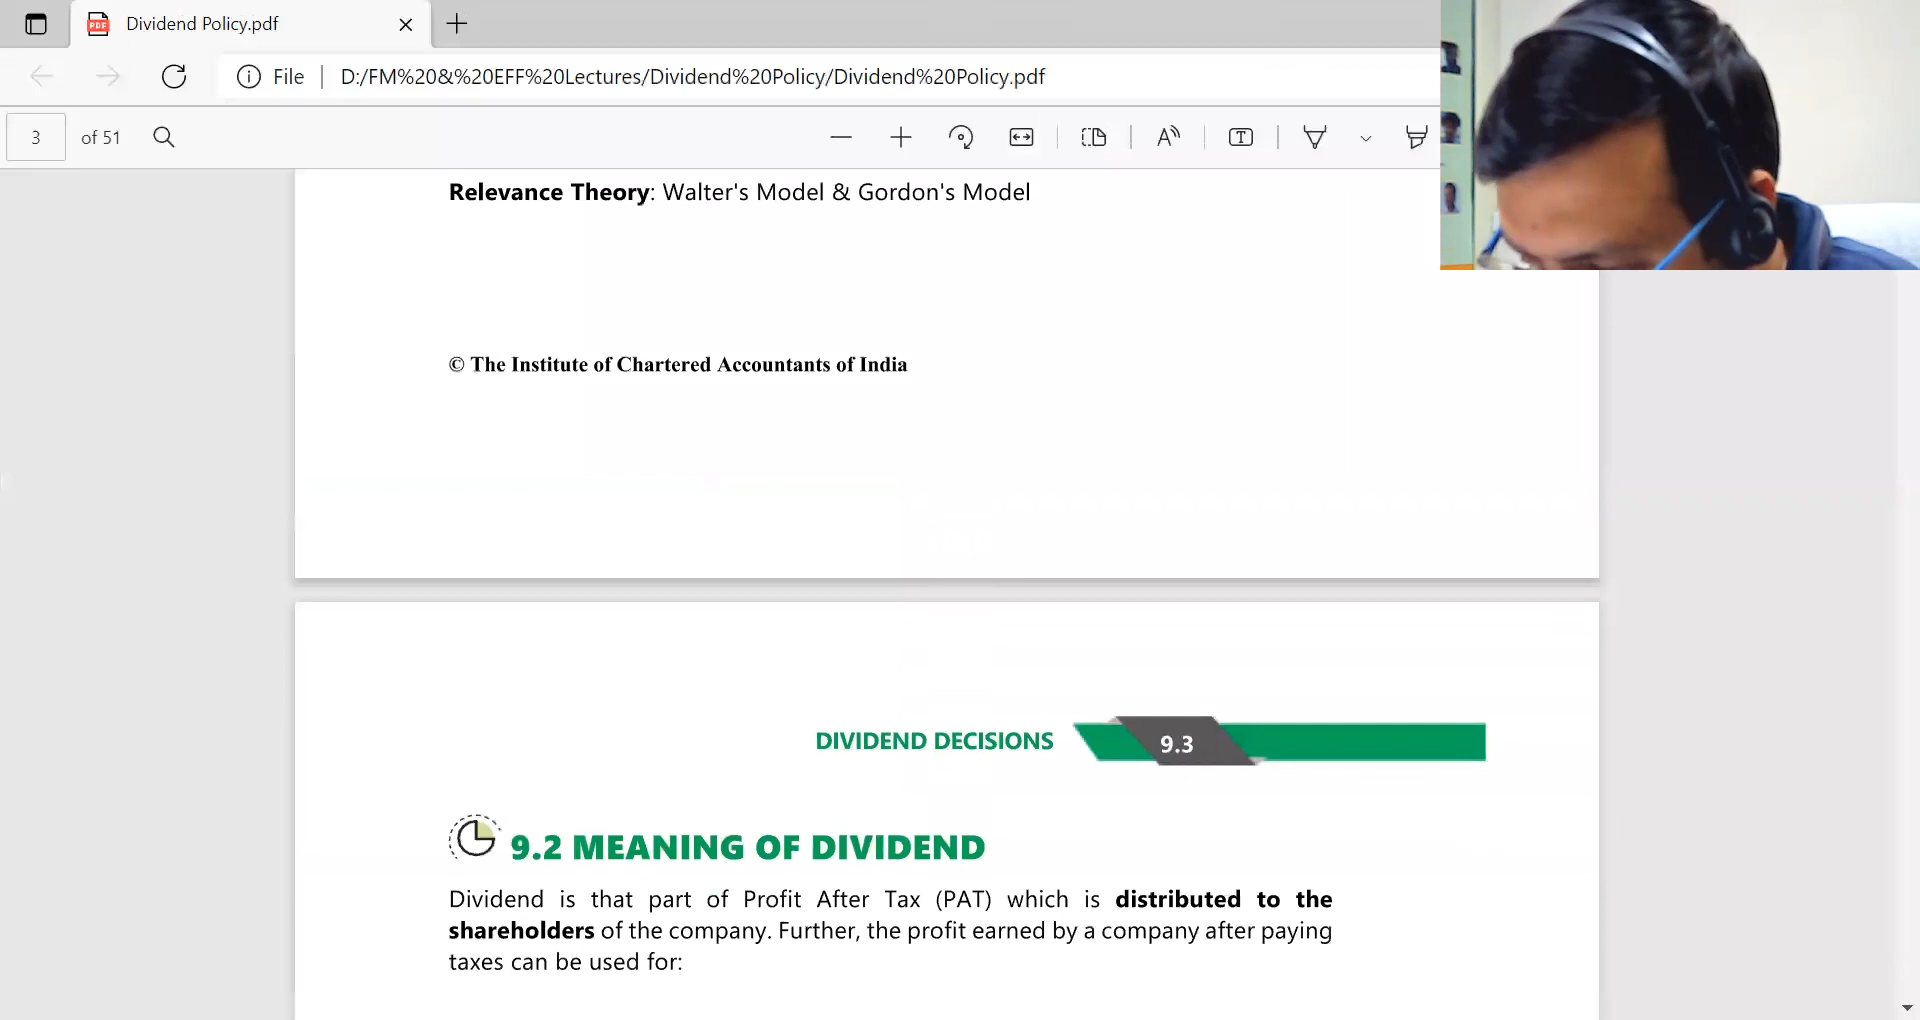 Dividend Policy.pdf
PDF
File
D:/FM%20&%20EFF%20Lectures/Dividend%20Policy/Dividend%20Policy.pdf
3 of 51
Relevance Theory: Walter's Model & Gordon's Model
© The Institute of Chartered Accountants of India
DIVIDEND DECISIONS 9.3
9.2 MEANING OF DIVIDEND
Dividend is that part of Profit After Tax (PAT) which is distributed to the
shareholders of the company. Further, the profit earned by a company after paying
taxes can be used for: